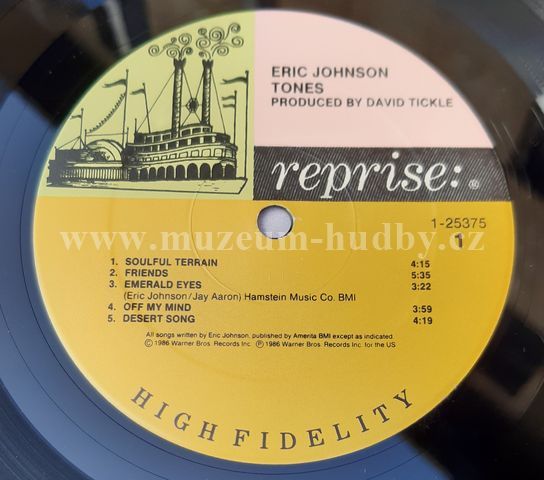 ERIC JOHNSON
TONES
PRODUCED BY DAVID TICKLE
reprise: ®
1-25375
1
www.muzeum-hudby.cz
1. SOULFUL TERRAIN 4:15
2. FRIENDS 5:35
3. EMERALD EYES 3:22
(Eric Johnson/Jay Aaron) Hamstein Music Co. BMI
4. OFF MY MIND 3:59
5. DESERT SONG 4:19
All songs written by Eric Johnson, published by Amerita BMI except as indicated.
© 1986 Warner Bros. Records Inc. ℗ 1986 Warner Bros. Records Inc. for the US
HIGH FIDELITY